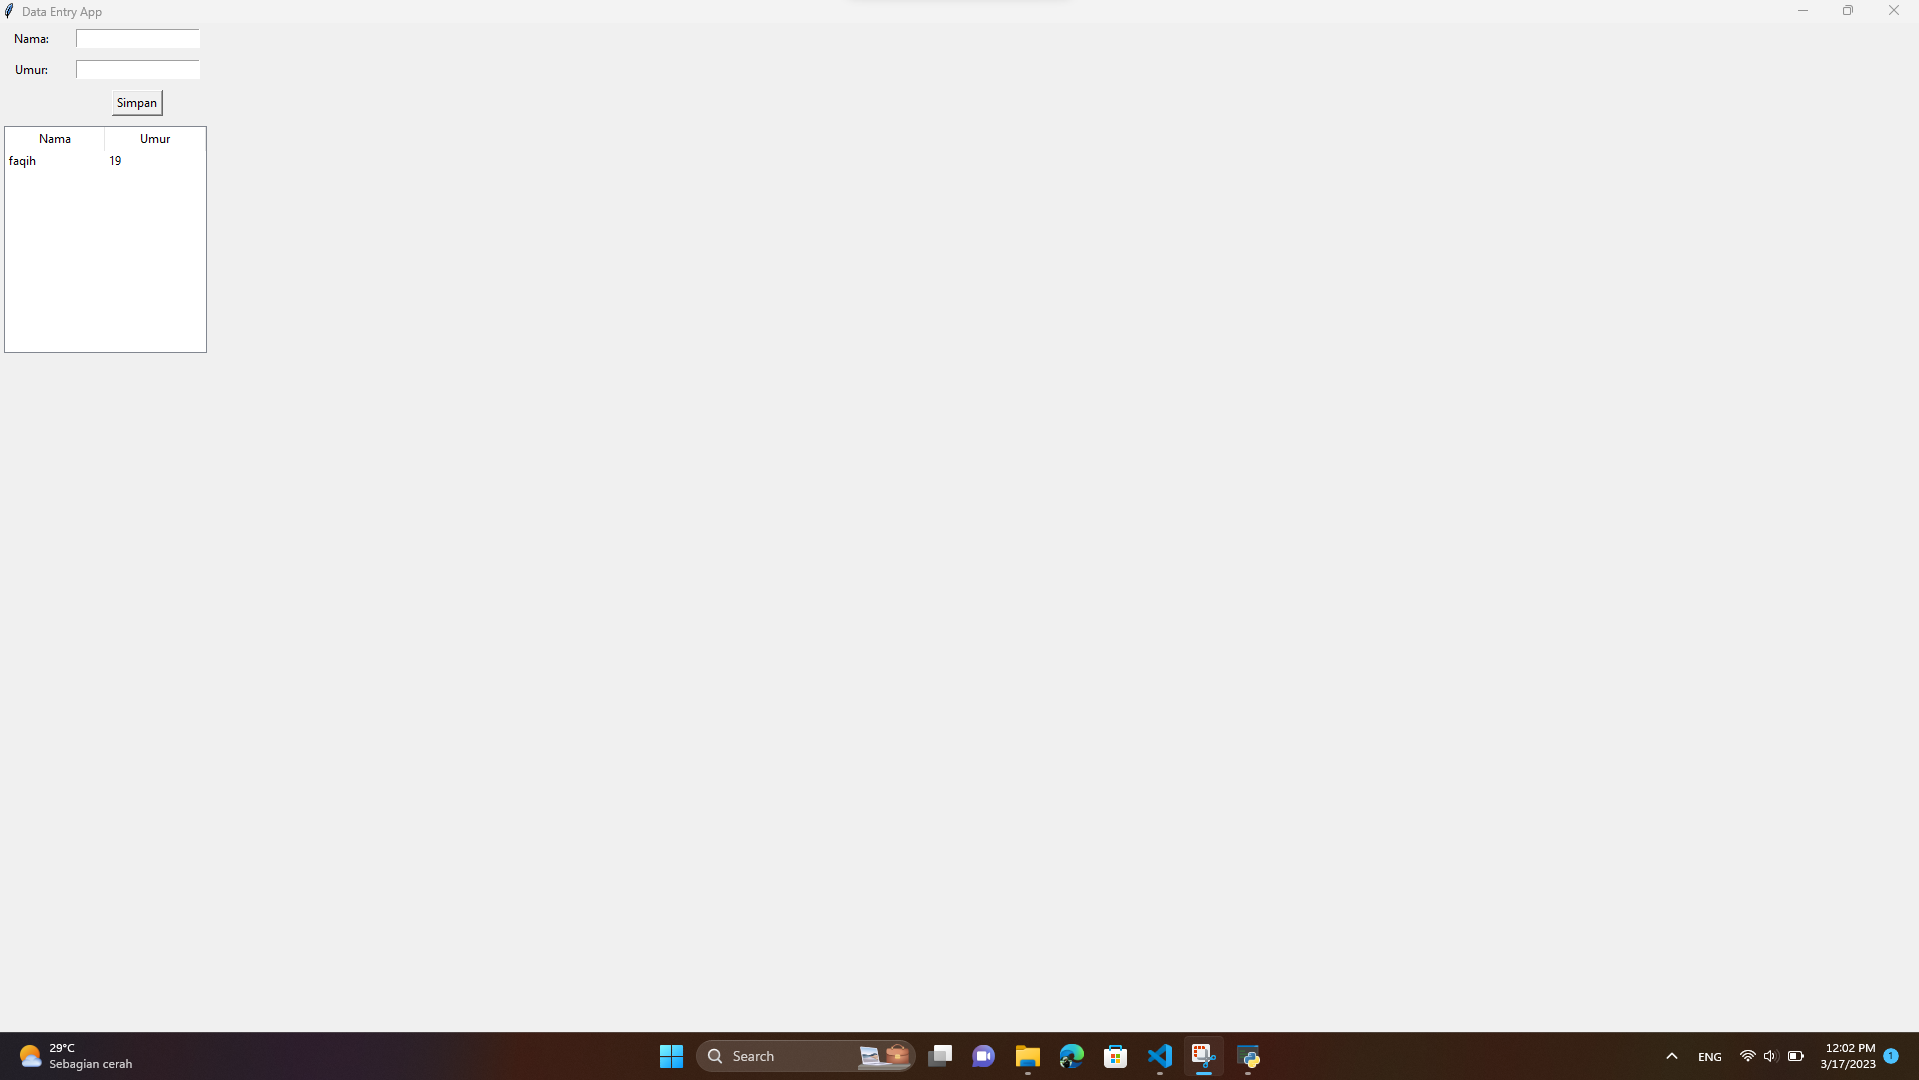 Data Entry App
Nama:
Umur:
Simpan
Nama Umur
faqih 19
29°C
Sebagian cerah
Search
ENG
12:02 PM
3/17/2023
1